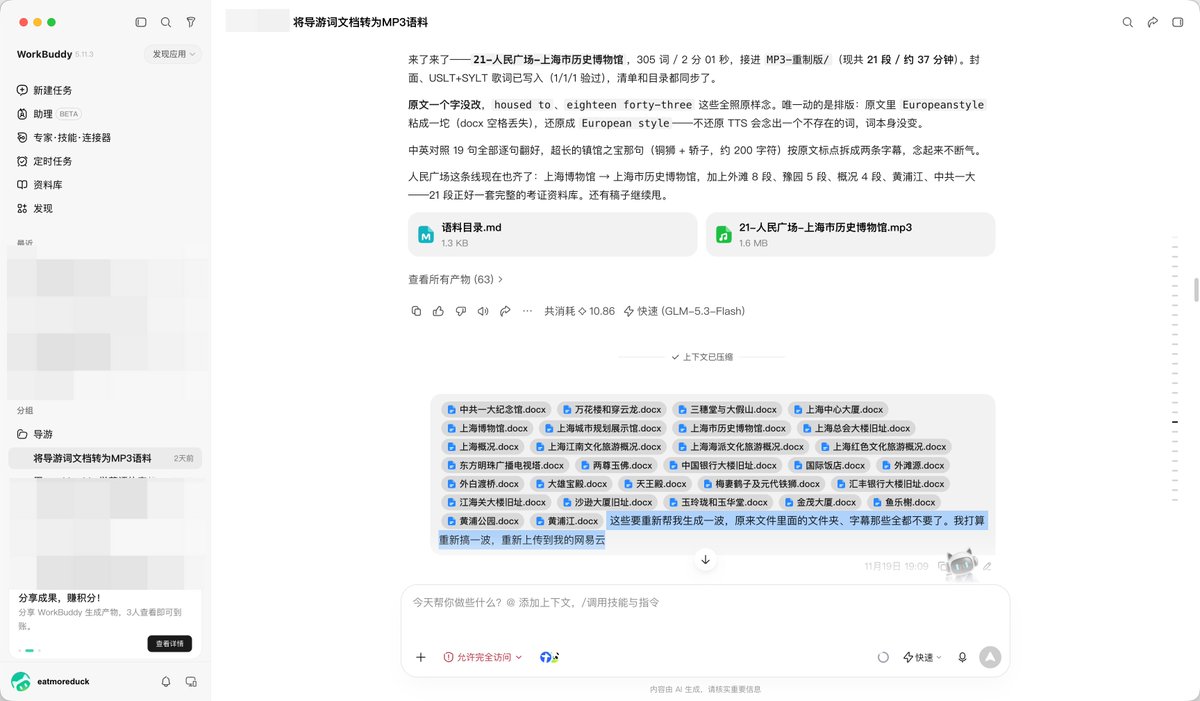 将导游词文档转为MP3语料
WorkBuddy 5.11.3
发现应用
新建任务
助理 BETA
专家·技能·连接器
定时任务
资料库
发现
最近
分组
导游
将导游词文档转为MP3语料 2天前
分享成果，赚积分！
分享 WorkBuddy 生成产物，3人查看即可到
账。
查看详情
eatmoreduck
来了来了——21-人民广场-上海市历史博物馆，305 词 / 2 分 01 秒，接进 MP3-重制版/（现共 21 段 / 约 37 分钟）。封
面、USLT+SYLT 歌词已写入（1/1/1 验过），清单和目录都同步了。
原文一个字没改，housed to、eighteen forty-three 这些全照原样念。唯一动的是排版：原文里 Europeanstyle
粘成一坨（docx 空格丢失），还原成 European style——不还原 TTS 会念出一个不存在的词，词本身没变。
中英对照 19 句全部逐句翻好，超长的镇馆之宝那句（铜狮 + 轿子，约 200 字符）按原文标点拆成两条字幕，念起来不断气。
人民广场这条线现在也齐了：上海博物馆 → 上海市历史博物馆，加上外滩 8 段、豫园 5 段、概况 4 段、黄浦江、中共一大
——21 段正好一套完整的考证资料库。还有稿子继续甩。
语料目录.md
1.3 KB
21-人民广场-上海市历史博物馆.mp3
1.6 MB
查看所有产物 (63)
共消耗 10.86 快速 (GLM-5.3-Flash)
上下文已压缩
中共一大纪念馆.docx 万花楼和穿云龙.docx 三穗堂与大假山.docx 上海中心大厦.docx
上海博物馆.docx 上海城市规划展示馆.docx 上海市历史博物馆.docx 上海总会大楼旧址.docx
上海概况.docx 上海江南文化旅游概况.docx 上海海派文化旅游概况.docx 上海红色文化旅游概况.docx
东方明珠广播电视塔.docx 两尊玉佛.docx 中国银行大楼旧址.docx 国际饭店.docx 外滩源.docx
外白渡桥.docx 大雄宝殿.docx 天王殿.docx 梅妻鹤子及元代铁狮.docx 汇丰银行大楼旧址.docx
江海关大楼旧址.docx 沙逊大厦旧址.docx 玉玲珑和玉华堂.docx 金茂大厦.docx 鱼乐榭.docx
黄浦公园.docx 黄浦江.docx 这些要重新帮我生成一波，原来文件里面的文件夹、字幕那些全都不要了。我打算
重新搞一波，重新上传到我的网易云
11月19日 19:09
今天帮你做些什么？@ 添加上下文，/调用技能与指令
允许完全访问
快速
内容由 AI 生成，请核实重要信息